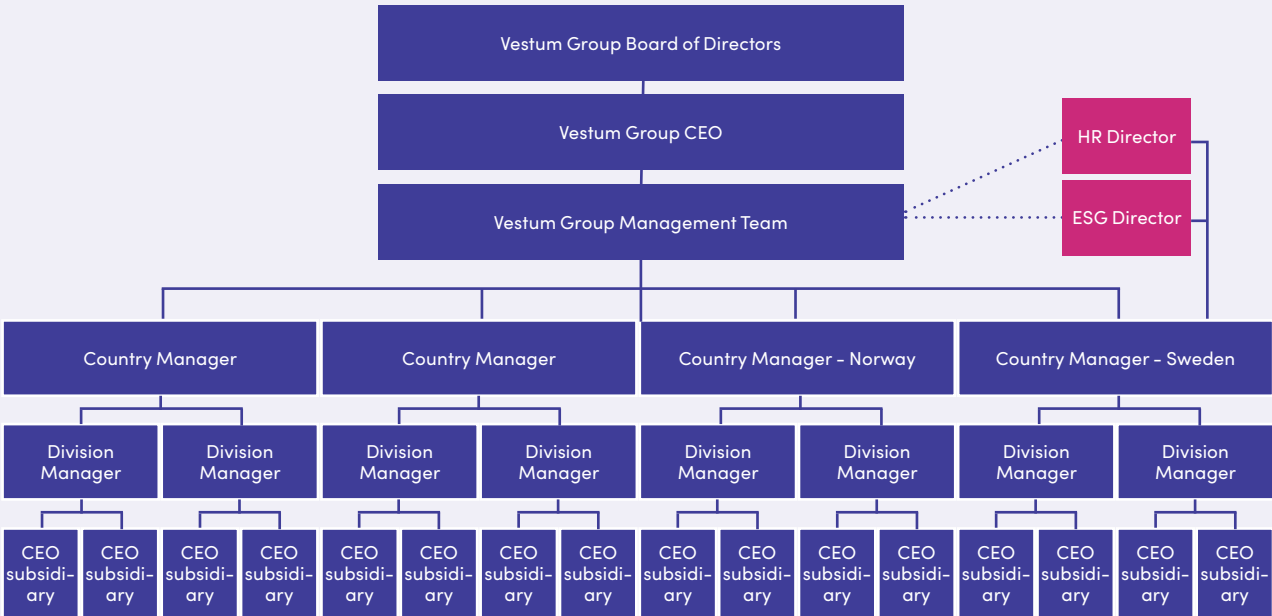 Vestum Group Board of Directors
Vestum Group CEO
HR Director
Vestum Group Management Team
ESG Director
Country Manager
Country Manager
Country Manager - Norway
Country Manager - Sweden
Division
Manager
Division
Manager
Division
Manager
Division
Manager
Division
Manager
Division
Manager
Division
Manager
Division
Manager
CEO
subsidi-
ary
CEO
subsidi-
ary
CEO
subsidi-
ary
CEO
subsidi-
ary
CEO
subsidi-
ary
CEO
subsidi-
ary
CEO
subsidi-
ary
CEO
subsidi-
ary
CEO
subsidi-
ary
CEO
subsidi-
ary
CEO
subsidi-
ary
CEO
subsidi-
ary
CEO
subsidi-
ary
CEO
subsidi-
ary
CEO
subsidi-
ary
CEO
subsidi-
ary